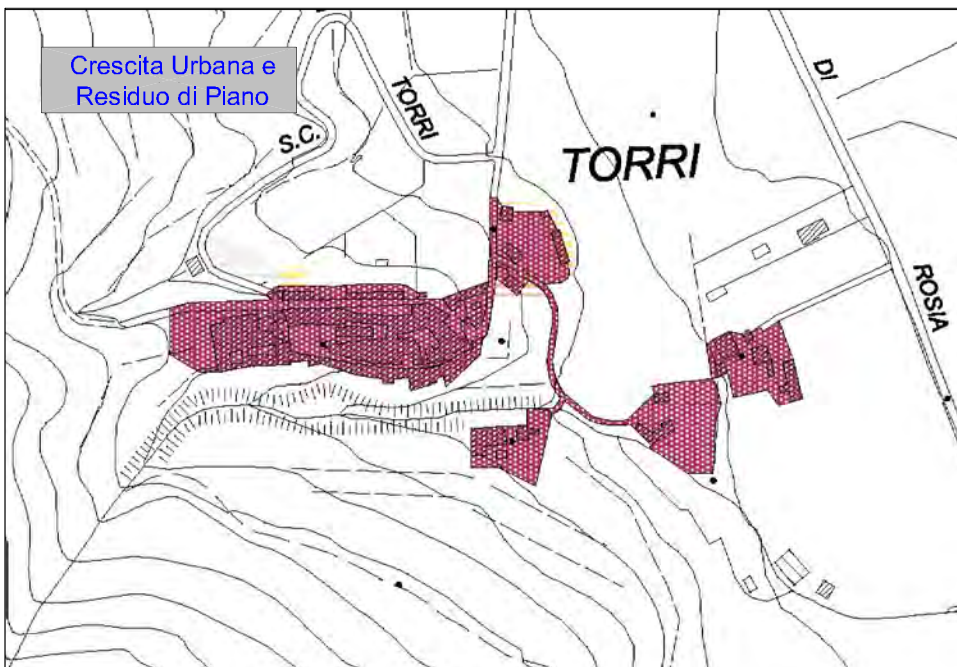 Crescita Urbana e
Residuo di Piano
S.C.
TORRI
TORRI
DI
ROSIA